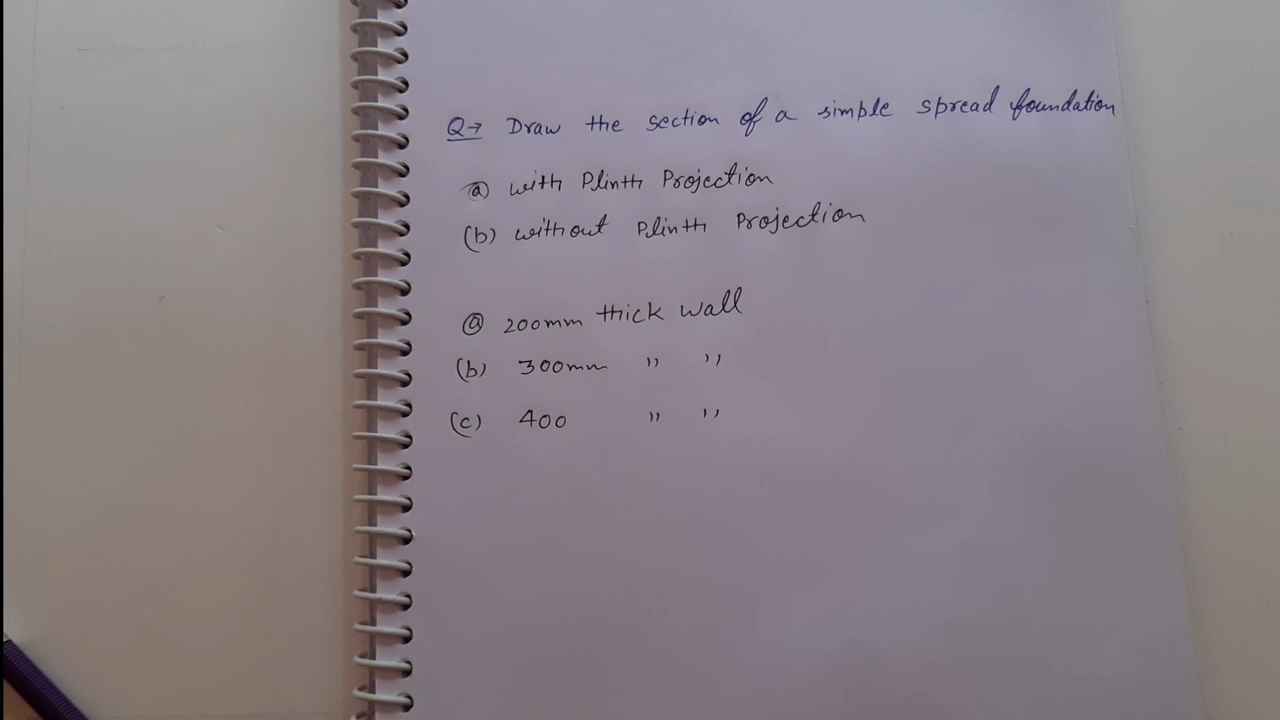 Q→ Draw the section of a simple spread foundation
(a) with Plinth Projection
(b) without Plinth Projection
(a) 200mm thick wall
(b) 300mm " "
(c) 400 " "